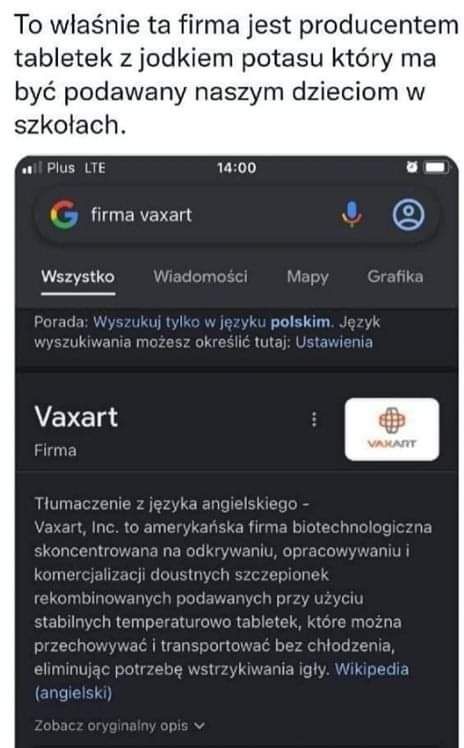 To właśnie ta firma jest producentem
tabletek z jodkiem potasu który ma
być podawany naszym dzieciom w
szkołach.
Plus LTE 14:00
firma vaxart
Wszystko Wiadomości Mapy Grafika
Porada: Wyszukuj tylko w języku polskim. Język
wyszukiwania możesz określić tutaj: Ustawienia
Vaxart
Firma
VAXART
Tłumaczenie z języka angielskiego -
Vaxart, Inc. to amerykańska firma biotechnologiczna
skoncentrowana na odkrywaniu, opracowywaniu i
komercjalizacji doustnych szczepionek
rekombinowanych podawanych przy użyciu
stabilnych temperaturowo tabletek, które można
przechowywać i transportować bez chłodzenia,
eliminując potrzebę wstrzykiwania igły. Wikipedia
(angielski)
Zobacz oryginalny opis